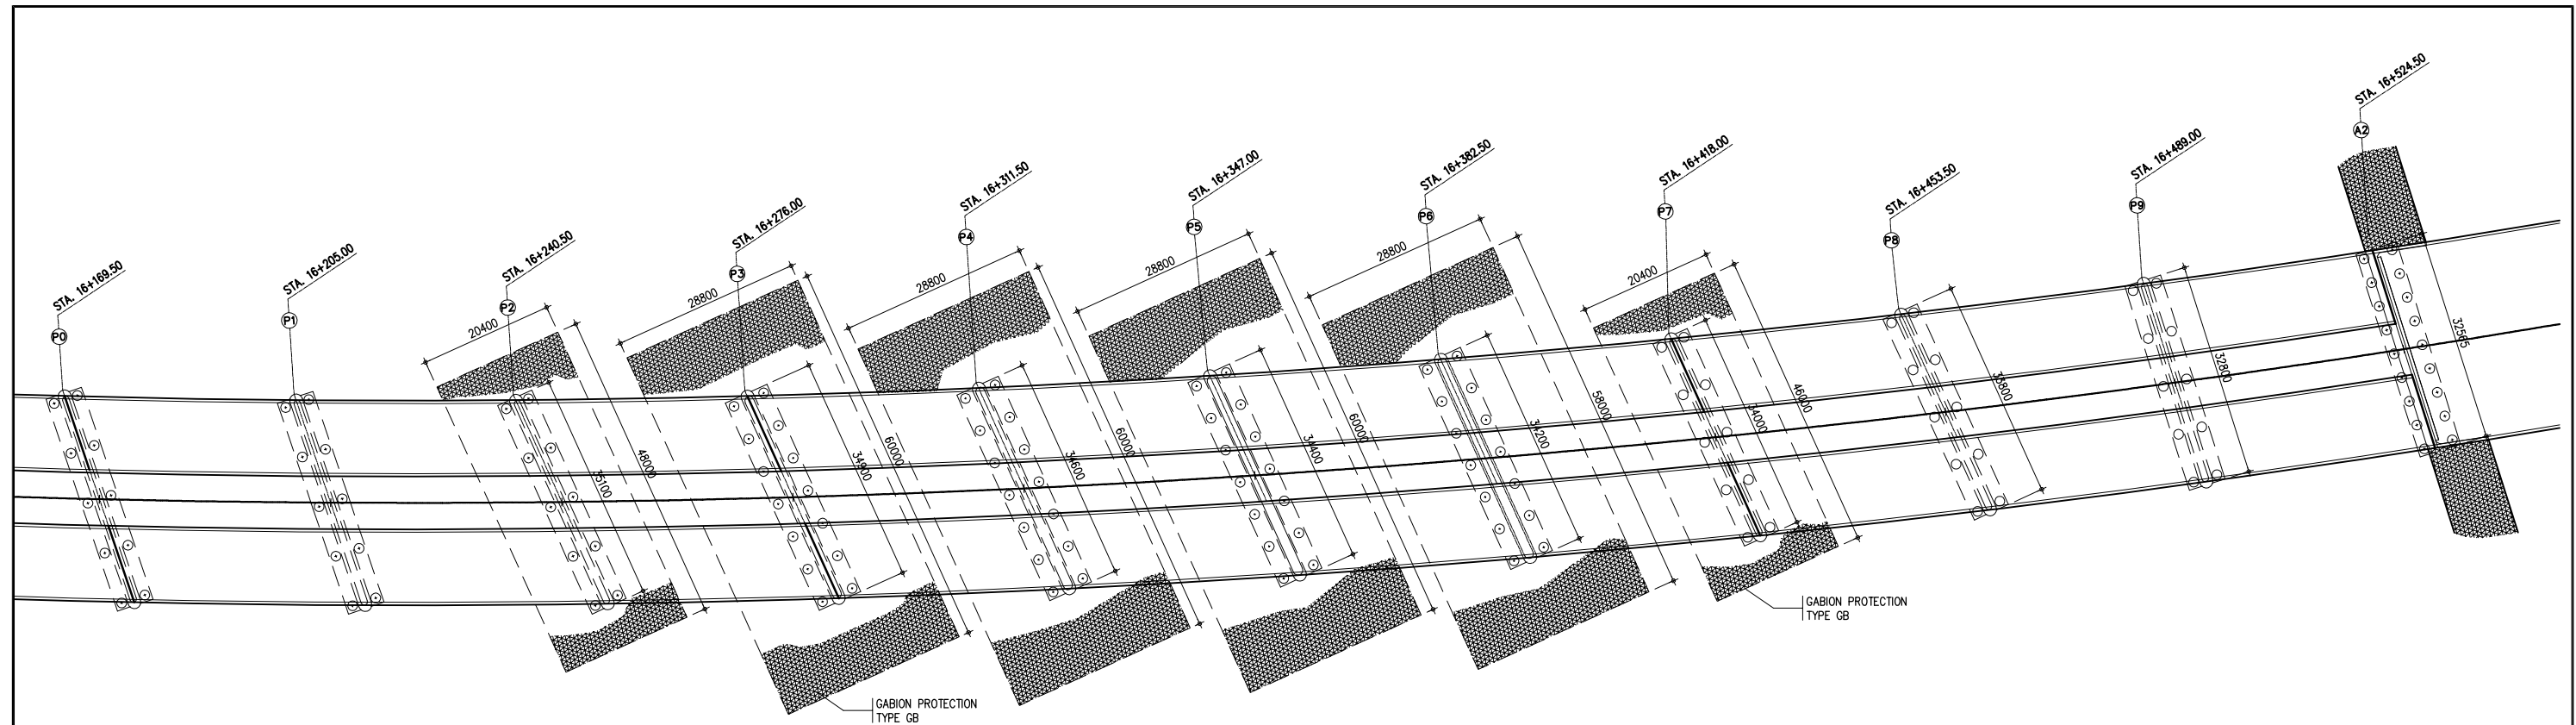 STA. 16+169.50
P0
STA. 16+205.00
P1
STA. 16+240.50
P2
20400
35100
48000
STA. 16+276.00
P3
28800
34900
60000
STA. 16+311.50
P4
28800
34600
60000
STA. 16+347.00
P5
28800
34400
60000
STA. 16+382.50
P6
28800
34200
58000
STA. 16+418.00
P7
20400
34000
46000
STA. 16+453.50
P8
33800
STA. 16+489.00
P9
32800
STA. 16+524.50
A2
32565
GABION PROTECTION
TYPE GB
GABION PROTECTION
TYPE GB